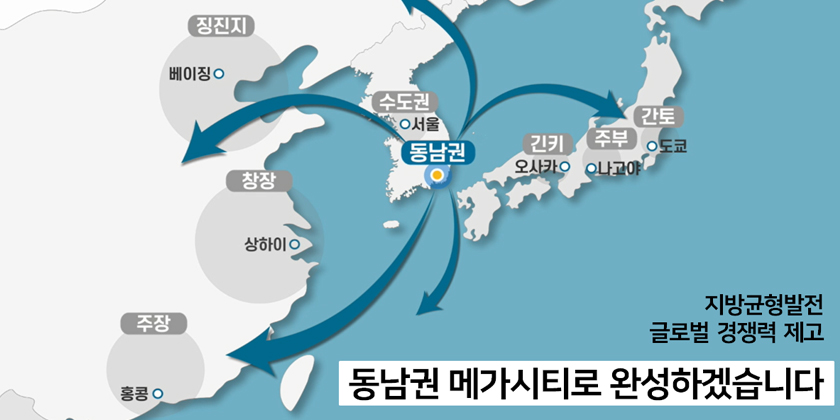 징진지
베이징
수도권
서울
동남권
간토
도쿄
주부
나고야
긴키
오사카
창장
상하이
주장
홍콩
지방균형발전
글로벌 경쟁력 제고
동남권 메가시티로 완성하겠습니다